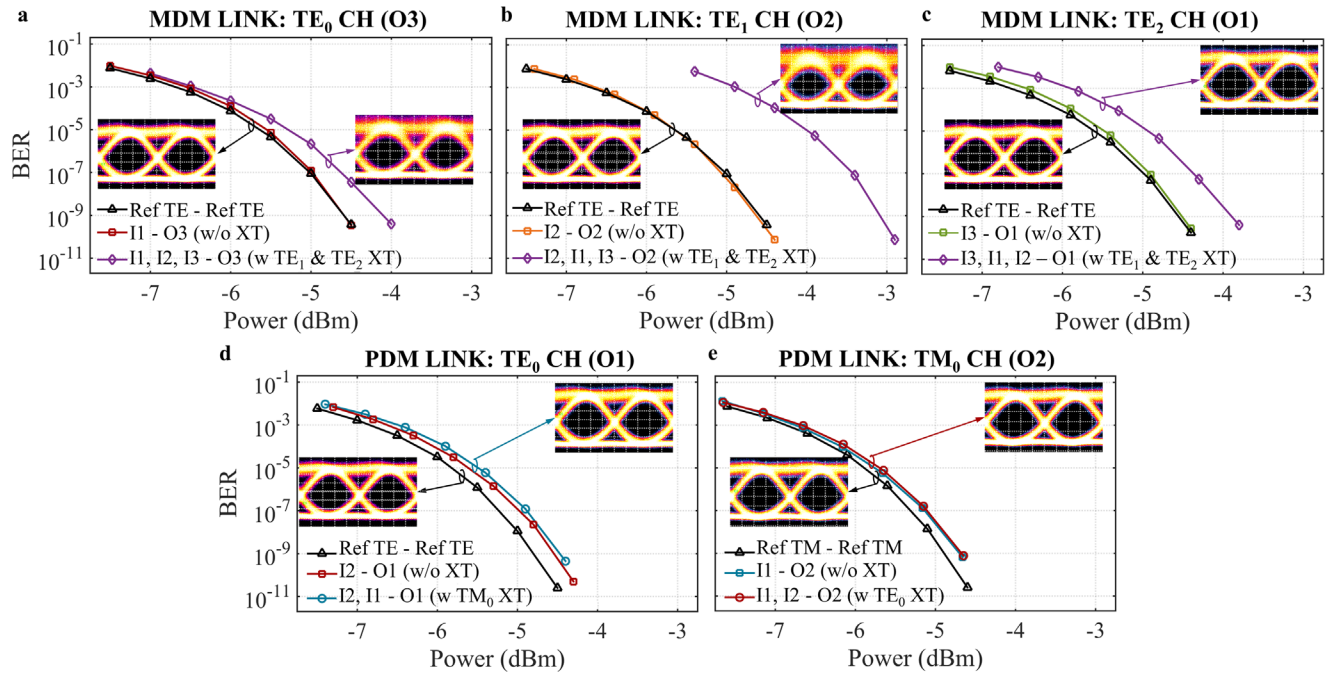 a
MDM LINK: TE₀ CH (O3)
BER
10⁻¹
10⁻³
10⁻⁵
10⁻⁷
10⁻⁹
10⁻¹¹
Ref TE - Ref TE
I1 - O3 (w/o XT)
I1, I2, I3 - O3 (w TE₁ & TE₂ XT)
-7 -6 -5 -4 -3
Power (dBm)
b
MDM LINK: TE₁ CH (O2)
Ref TE - Ref TE
I2 - O2 (w/o XT)
I2, I1, I3 - O2 (w TE₁ & TE₂ XT)
-7 -6 -5 -4 -3
Power (dBm)
c
MDM LINK: TE₂ CH (O1)
Ref TE - Ref TE
I3 - O1 (w/o XT)
I3, I1, I2 – O1 (w TE₁ & TE₂ XT)
-7 -6 -5 -4 -3
Power (dBm)
d
PDM LINK: TE₀ CH (O1)
BER
10⁻¹
10⁻³
10⁻⁵
10⁻⁷
10⁻⁹
10⁻¹¹
Ref TE - Ref TE
I2 - O1 (w/o XT)
I2, I1 - O1 (w TM₀ XT)
-7 -6 -5 -4 -3
Power (dBm)
e
PDM LINK: TM₀ CH (O2)
Ref TM - Ref TM
I1 - O2 (w/o XT)
I1, I2 - O2 (w TE₀ XT)
-7 -6 -5 -4 -3
Power (dBm)